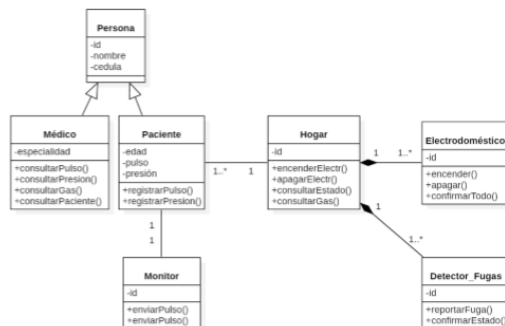 Persona
-id
-nombre
-cedula
Médico
-especialidad
+consultarPulso()
+consultarPresion()
+consultarGas()
+consultarPaciente()
Paciente
-edad
-pulso
-presión
+registrarPulso()
+registrarPresion()
1..*
1
Hogar
-id
+encenderElectr()
+apagarElectr()
+consultarEstado()
+consultarGas()
1
1..*
Electrodoméstico
-id
+encender()
+apagar()
+confirmarTodo()
1
1..*
1
1
Monitor
-id
+enviarPulso()
+enviarPulso()
Detector_Fugas
-id
+reportarFuga()
+confirmarEstado()